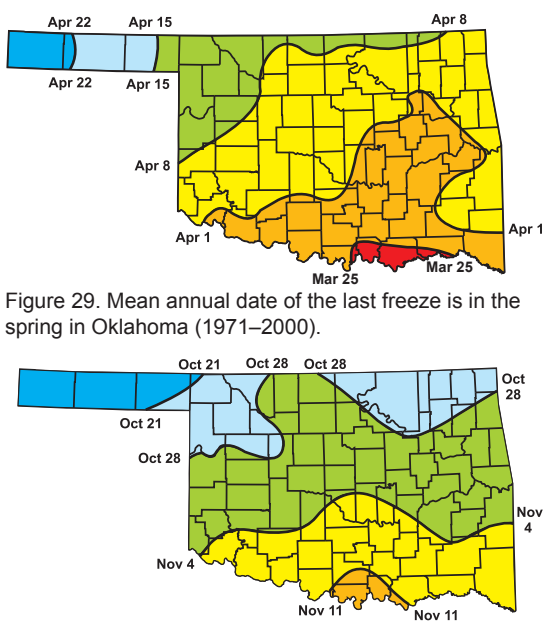 Apr 22
Apr 15
Apr 8
Apr 22
Apr 15
Apr 8
Apr 1
Apr 1
Mar 25
Mar 25
Figure 29. Mean annual date of the last freeze is in the
spring in Oklahoma (1971–2000).
Oct 21
Oct 28
Oct 28
Oct
28
Oct 21
Oct 28
Nov
4
Nov 4
Nov 11
Nov 11